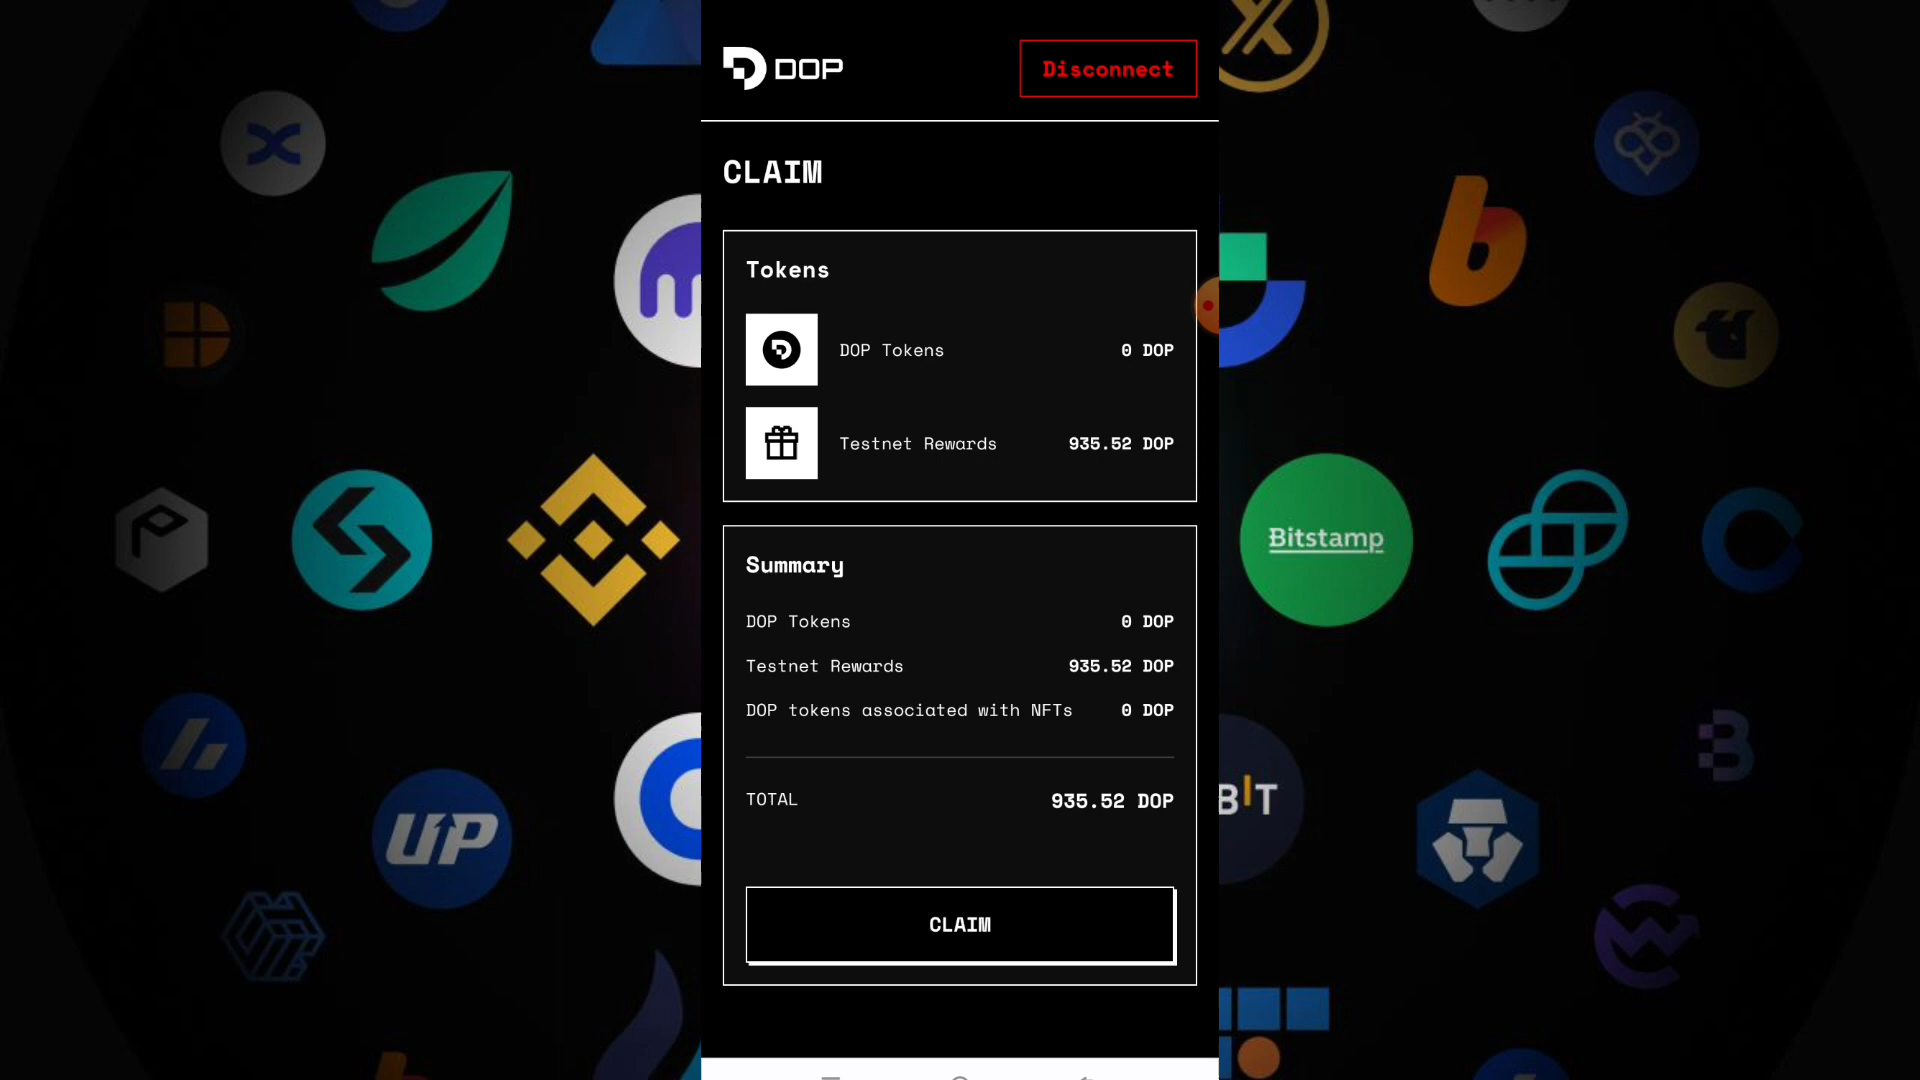 DOP
Disconnect
CLAIM
Tokens
DOP Tokens 0 DOP
Testnet Rewards 935.52 DOP
Summary
DOP Tokens 0 DOP
Testnet Rewards 935.52 DOP
DOP tokens associated with NFTs 0 DOP
TOTAL 935.52 DOP
CLAIM
Bitstamp
UP
BIT